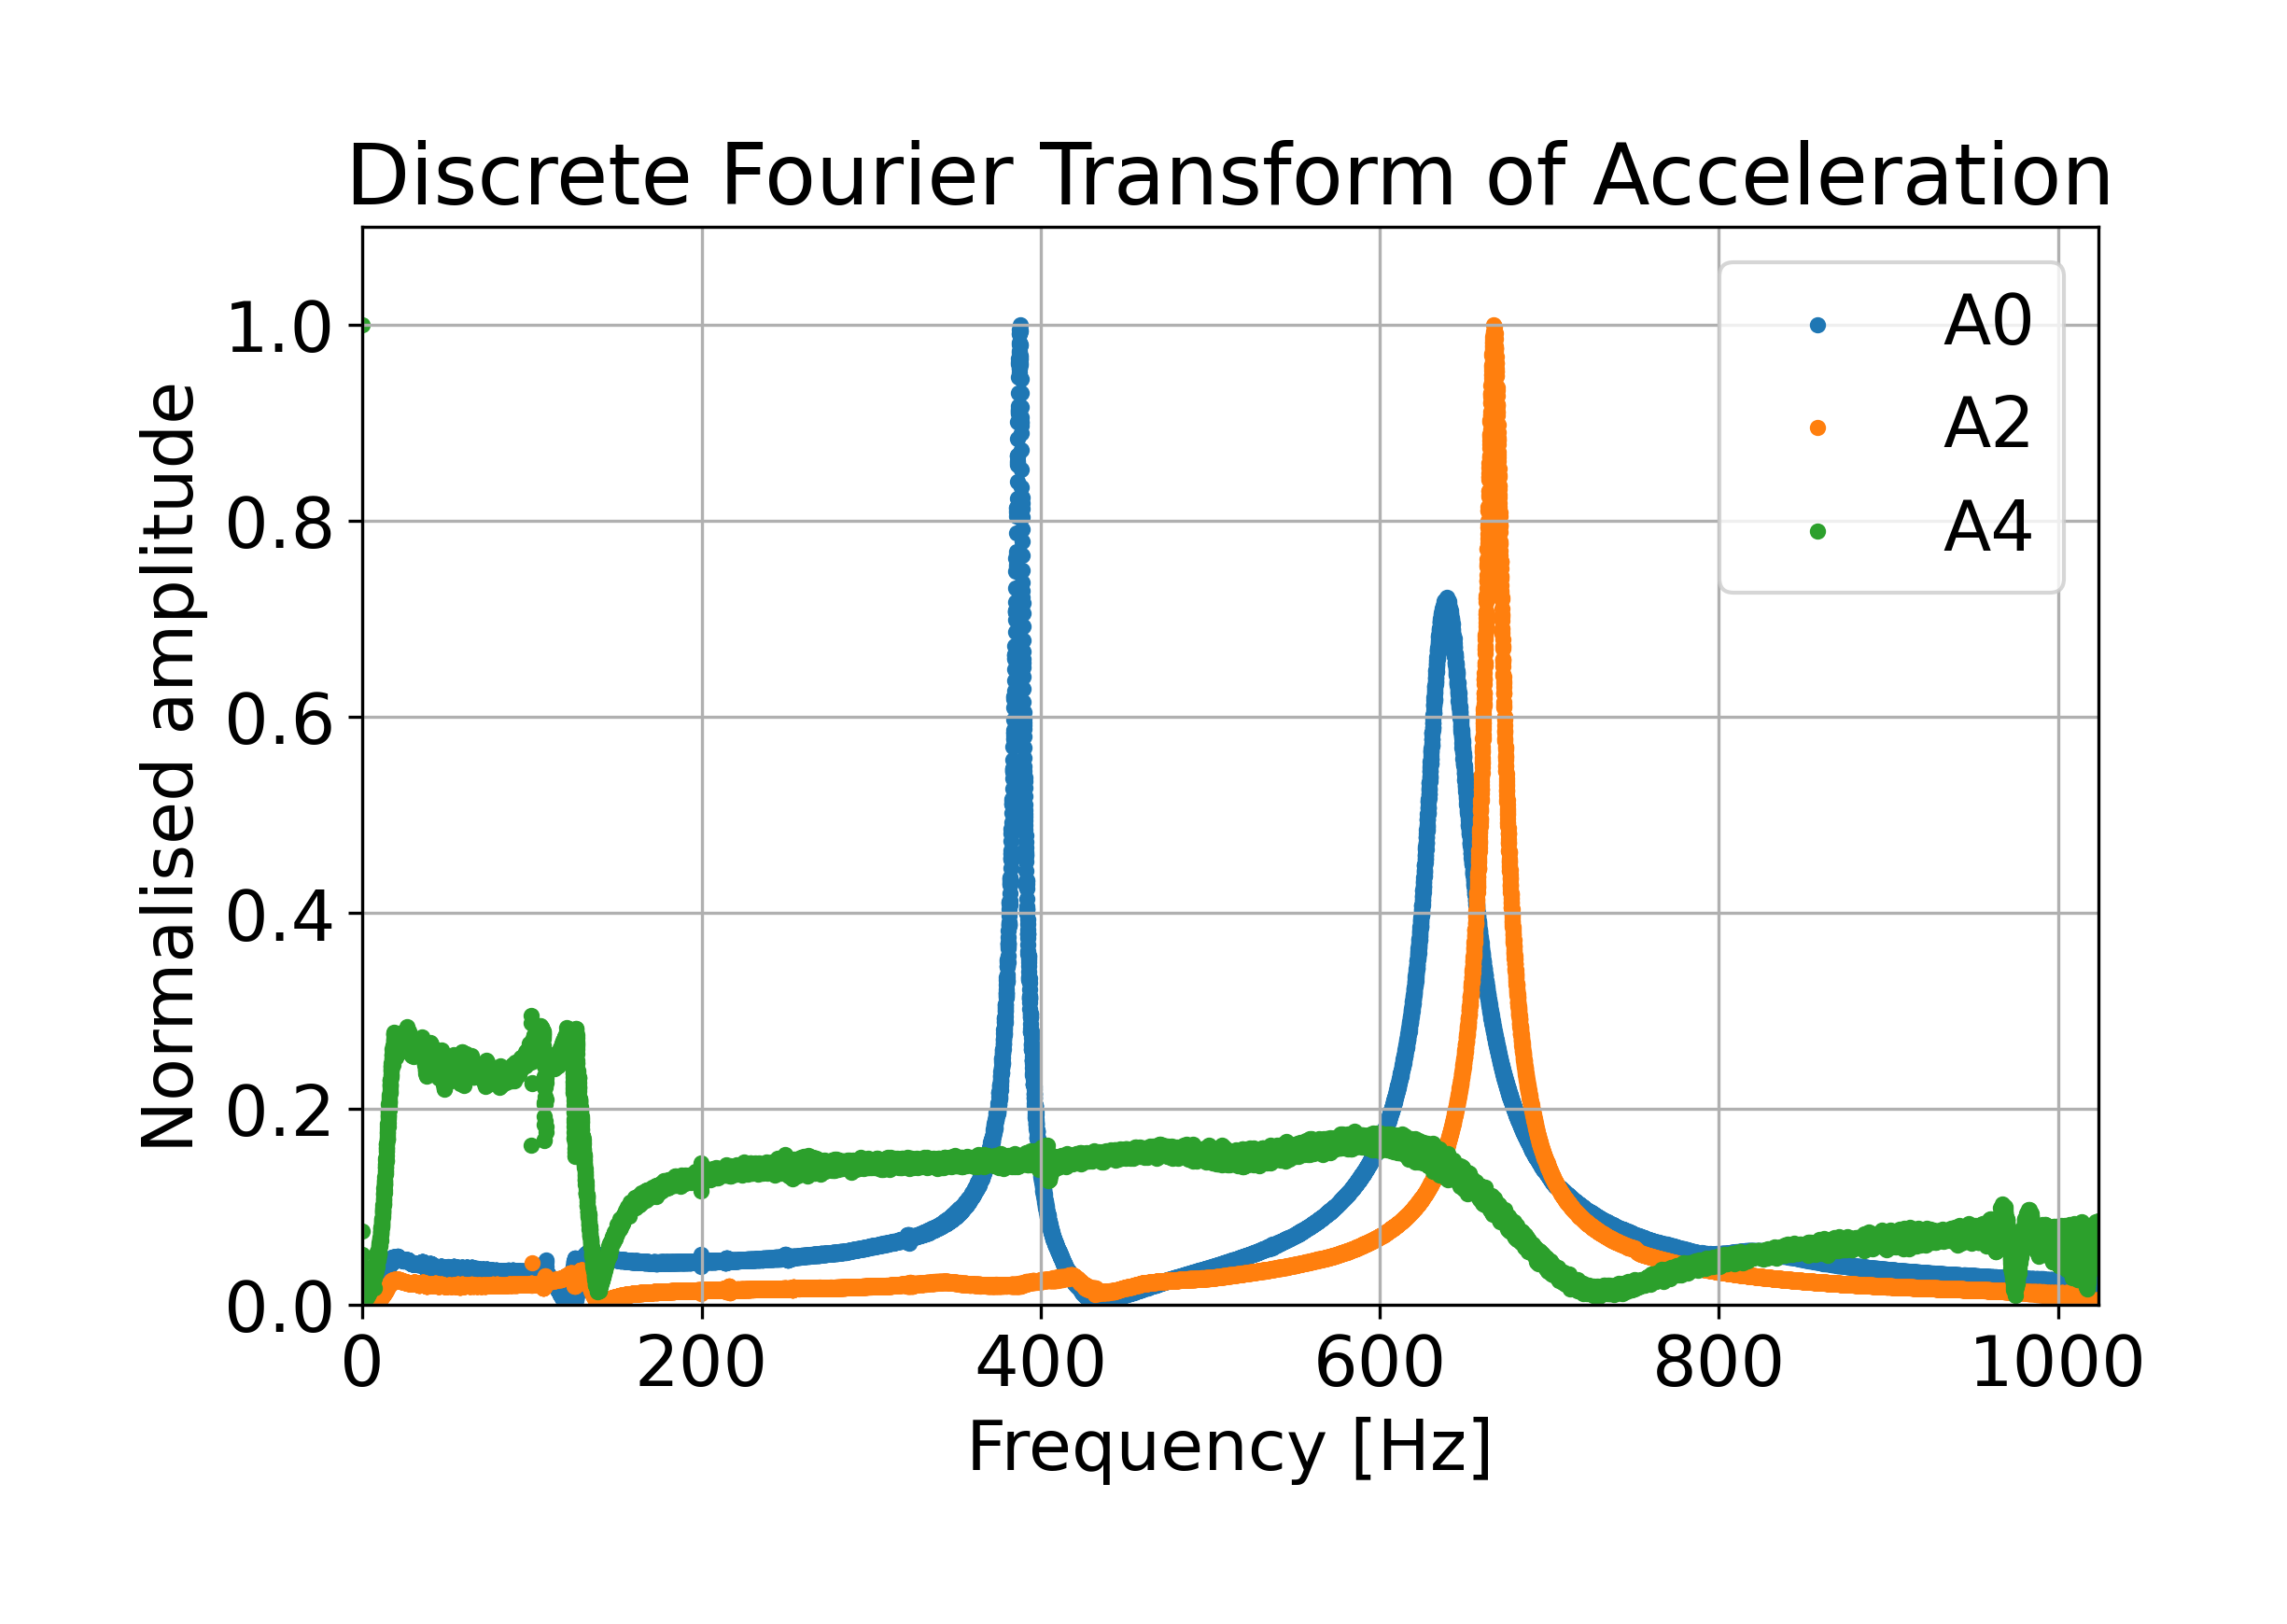 Discrete Fourier Transform of Acceleration
Normalised amplitude
1.0
0.8
0.6
0.4
0.2
0.0
A0
A2
A4
0 200 400 600 800 1000
Frequency [Hz]